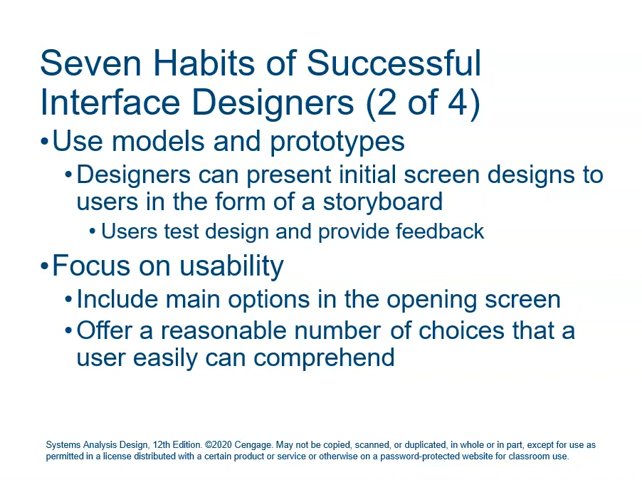 Seven Habits of Successful
Interface Designers (2 of 4)
•Use models and prototypes
•Designers can present initial screen designs to
users in the form of a storyboard
• Users test design and provide feedback
•Focus on usability
•Include main options in the opening screen
•Offer a reasonable number of choices that a
user easily can comprehend
Systems Analysis Design, 12th Edition. ©2020 Cengage. May not be copied, scanned, or duplicated, in whole or in part, except for use as
permitted in a license distributed with a certain product or service or otherwise on a password-protected website for classroom use.